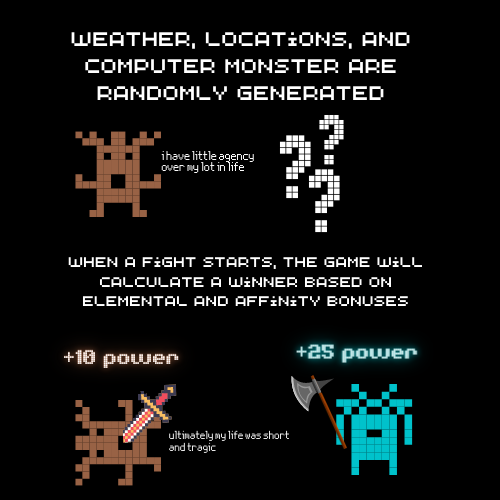 WEATHER, LOCATIONS, AND
COMPUTER MONSTER ARE
RANDOMLY GENERATED
i have little agency
over my lot in life
WHEN A FIGHT STARTS, THE GAME WILL
CALCULATE A WINNER BASED ON
ELEMENTAL AND AFFINITY BONUSES
+10 power
+25 power
ultimately my life was short
and tragic